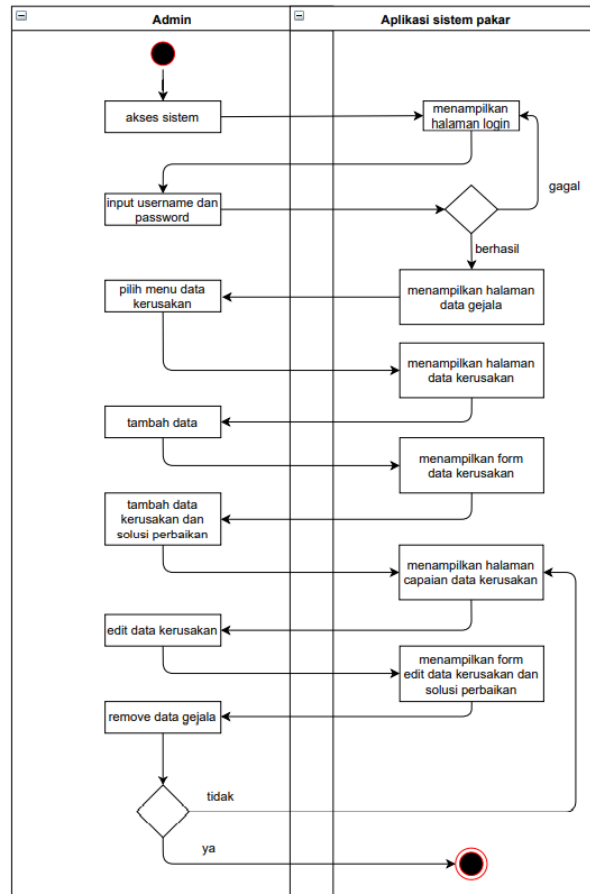 Admin
Aplikasi sistem pakar
akses sistem
menampilkan
halaman login
gagal
input username dan
password
berhasil
pilih menu data
kerusakan
menampilkan halaman
data gejala
menampilkan halaman
data kerusakan
tambah data
menampilkan form
data kerusakan
tambah data
kerusakan dan
solusi perbaikan
menampilkan halaman
capaian data kerusakan
edit data kerusakan
menampilkan form
edit data kerusakan dan
solusi perbaikan
remove data gejala
tidak
ya